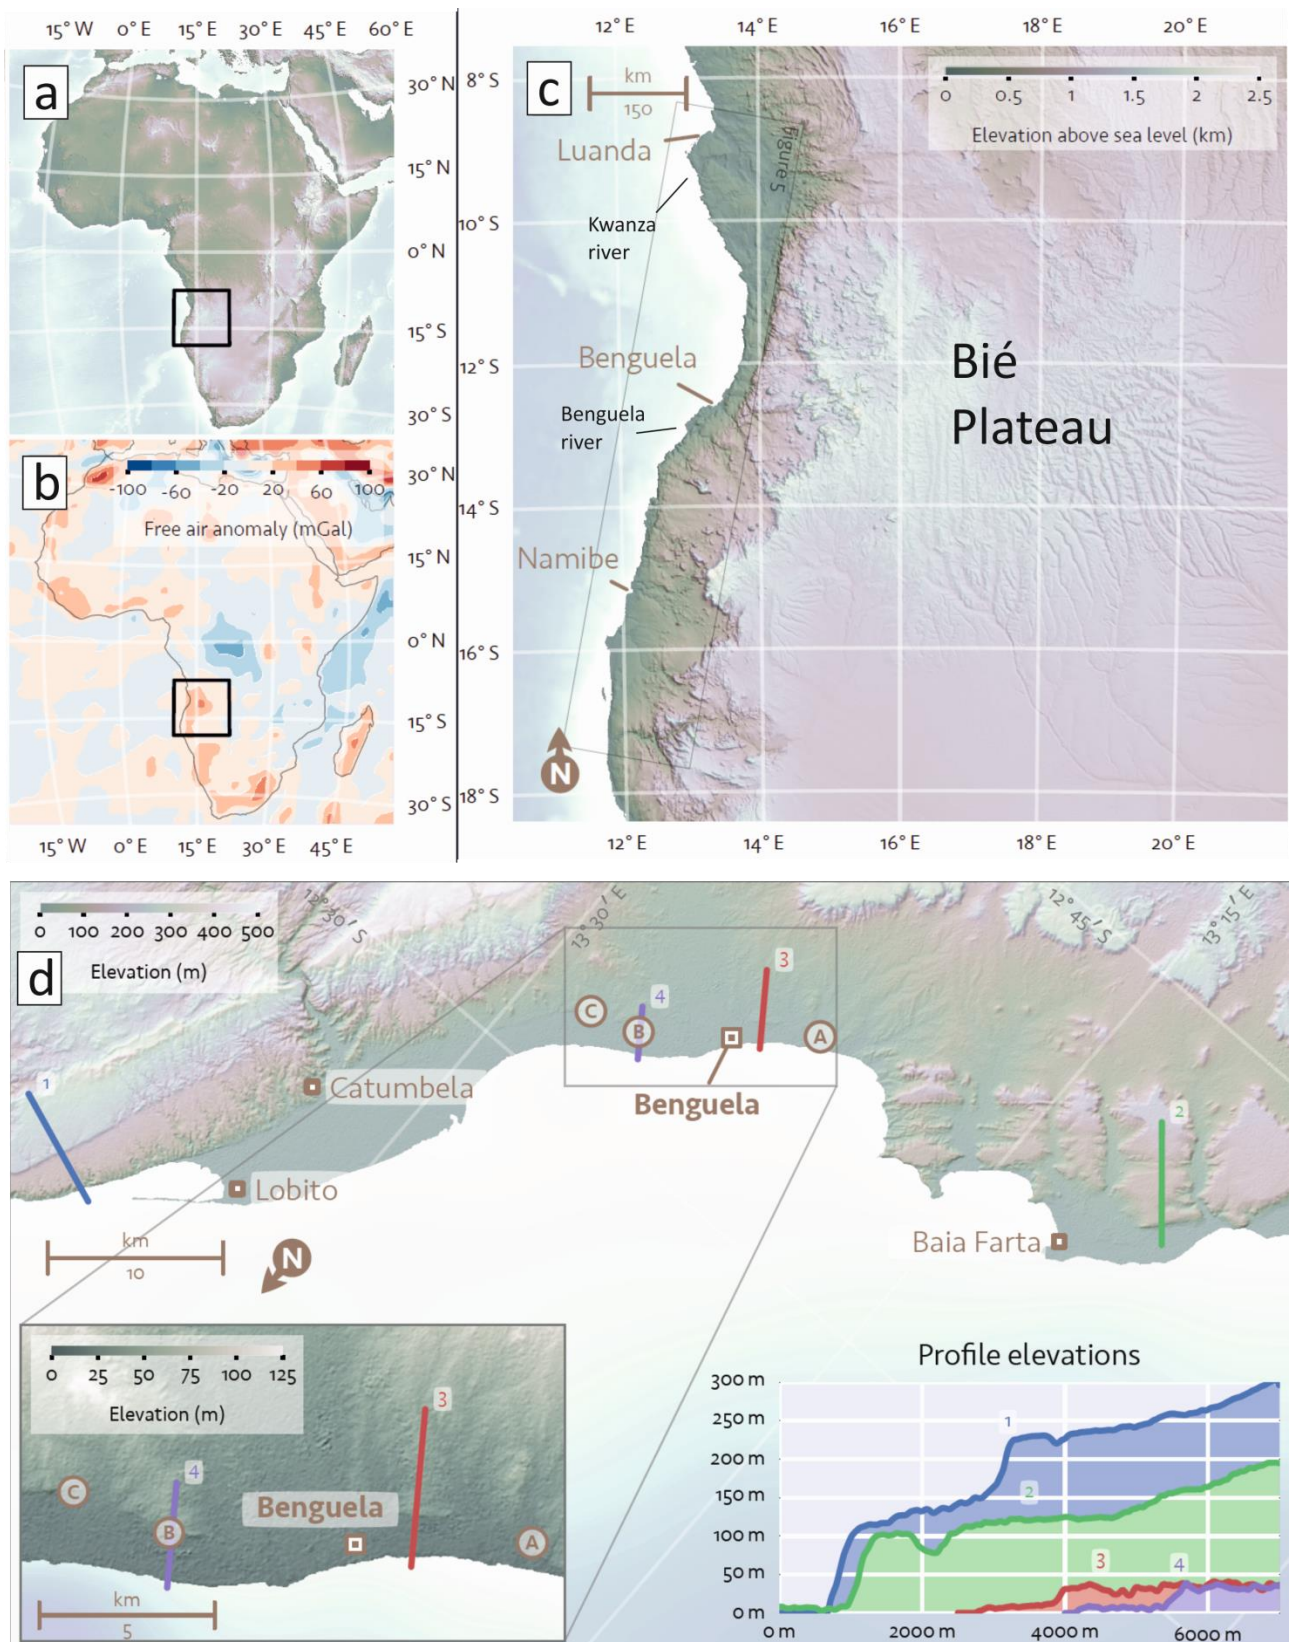 15° W 0° E 15° E 30° E 60° E
a
30° N
15° N
0° N
15° S
30° S
b
-100 -60 -20 20 60 100
Free air anomaly (mGal)
30° N
15° N
0° N
15° S
30° S
15° W 0° E 15° E 30° E 45° E
12° E 14° E 16° E 18° E 20° E
c
km
150
0 0.5 1 1.5 2 2.5
Elevation above sea level (km)
8° S
10° S
12° S
14° S
16° S
18° S
Luanda
Figure 5
Kwanza
river
Benguela
Benguela
river
Bié
Plateau
Namibe
N
12° E 14° E 16° E 18° E 20° E
0 100 200 300 400 500
Elevation (m)
d
12° 30′ S
13° 30′ E
12° 45′ S
13° 15′ E
1
4
3
2
C
B
A
Catumbela
Benguela
Lobito
Baia Farta
km
10
N
0 25 50 75 100 125
Elevation (m)
3
4
C
B
Benguela
A
km
5
Profile elevations
300 m
250 m
200 m
150 m
100 m
50 m
0 m
1
2
3
4
0 m 2000 m 4000 m 6000 m